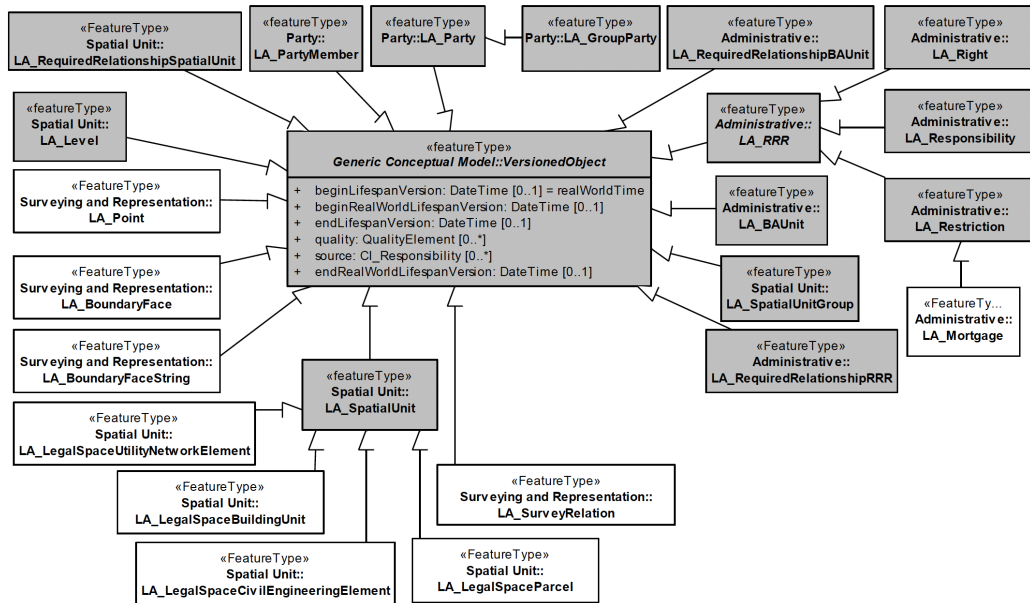 «FeatureType»
Spatial Unit::
LA_RequiredRelationshipSpatialUnit
«FeatureType»
Party::
LA_PartyMember
«featureType»
Party::LA_Party
«FeatureType»
Party::LA_GroupParty
«FeatureType»
Administrative::
LA_RequiredRelationshipBAUnit
«FeatureType»
Administrative::
LA_Right
«featureType»
Spatial Unit::
LA_Level
«featureType»
Administrative::
LA_RRR
«FeatureType»
Administrative::
LA_Responsibility
«featureType»
Generic Conceptual Model::VersionedObject
+ beginLifespanVersion: DateTime [0..1] = realWorldTime
+ beginRealWorldLifespanVersion: DateTime [0..1]
+ endLifespanVersion: DateTime [0..1]
+ quality: QualityElement [0..*]
+ source: CI_Responsibility [0..*]
+ endRealWorldLifespanVersion: DateTime [0..1]
«FeatureType»
Surveying and Representation::
LA_Point
«featureType»
Administrative::
LA_BAUnit
«FeatureType»
Administrative::
LA_Restriction
«FeatureType»
Surveying and Representation::
LA_BoundaryFace
«FeatureType»
Spatial Unit::
LA_SpatialUnitGroup
«FeatureTy...
Administrative::
LA_Mortgage
«FeatureType»
Surveying and Representation::
LA_BoundaryFaceString
«FeatureType»
Administrative::
LA_RequiredRelationshipRRR
«featureType»
Spatial Unit::
LA_SpatialUnit
«FeatureType»
Spatial Unit::
LA_LegalSpaceUtilityNetworkElement
«FeatureType»
Spatial Unit::
LA_LegalSpaceBuildingUnit
«FeatureType»
Surveying and Representation::
LA_SurveyRelation
«FeatureType»
Spatial Unit::
LA_LegalSpaceCivilEngineeringElement
«FeatureType»
Spatial Unit::
LA_LegalSpaceParcel